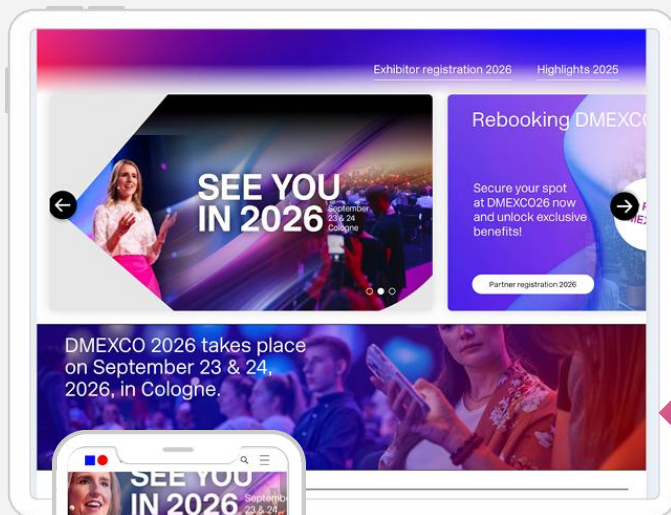 Exhibitor registration 2026 Highlights 2025
SEE YOU
IN 2026
September
23 & 24
Cologne
Rebooking DMEXCO
Secure your spot
at DMEXCO26 now
and unlock exclusive
benefits!
Partner registration 2026
DMEXCO 2026 takes place
on September 23 & 24,
2026, in Cologne.
SEE YOU
IN 2026
23 & 24